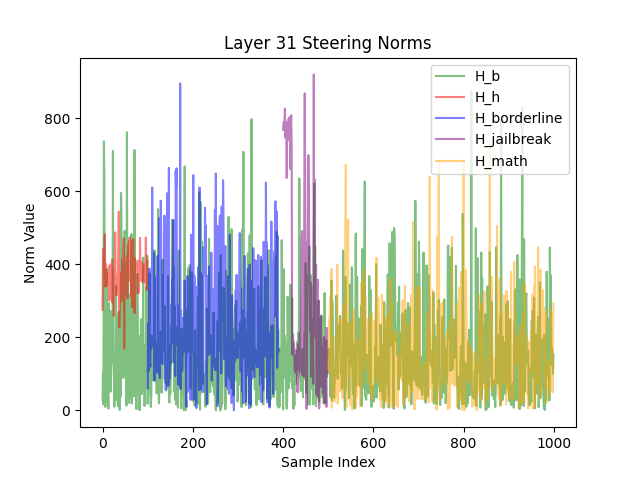 Layer 31 Steering Norms
H_b
H_h
H_borderline
H_jailbreak
H_math
Norm Value
800
600
400
200
0
0 200 400 600 800 1000
Sample Index